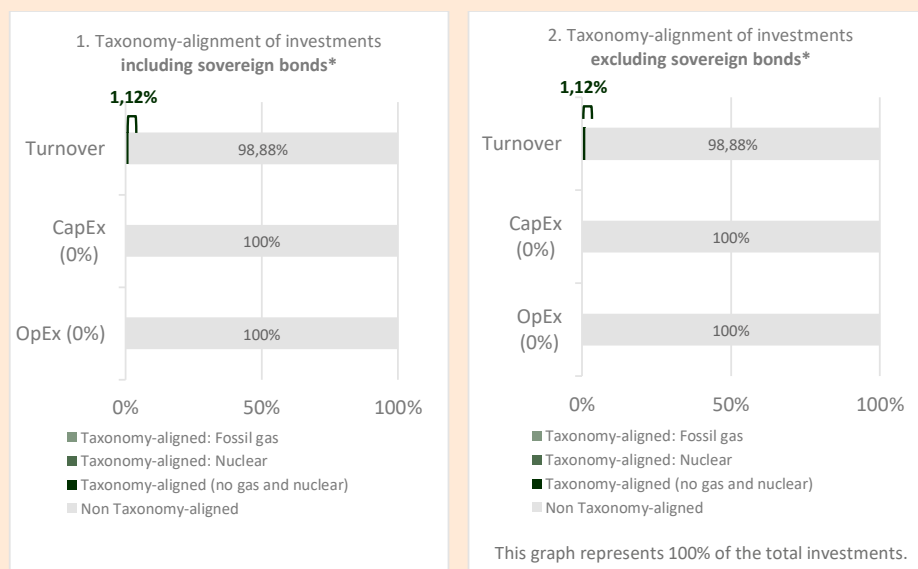 1. Taxonomy-alignment of investments
including sovereign bonds*
1,12%
Turnover
98,88%
CapEx
(0%)
100%
OpEx (0%)
100%
0%
50%
100%
Taxonomy-aligned: Fossil gas
Taxonomy-aligned: Nuclear
Taxonomy-aligned (no gas and nuclear)
Non Taxonomy-aligned
2. Taxonomy-alignment of investments
excluding sovereign bonds*
1,12%
Turnover
98,88%
CapEx
(0%)
100%
OpEx
(0%)
100%
0%
50%
100%
Taxonomy-aligned: Fossil gas
Taxonomy-aligned: Nuclear
Taxonomy-aligned (no gas and nuclear)
Non Taxonomy-aligned
This graph represents 100% of the total investments.